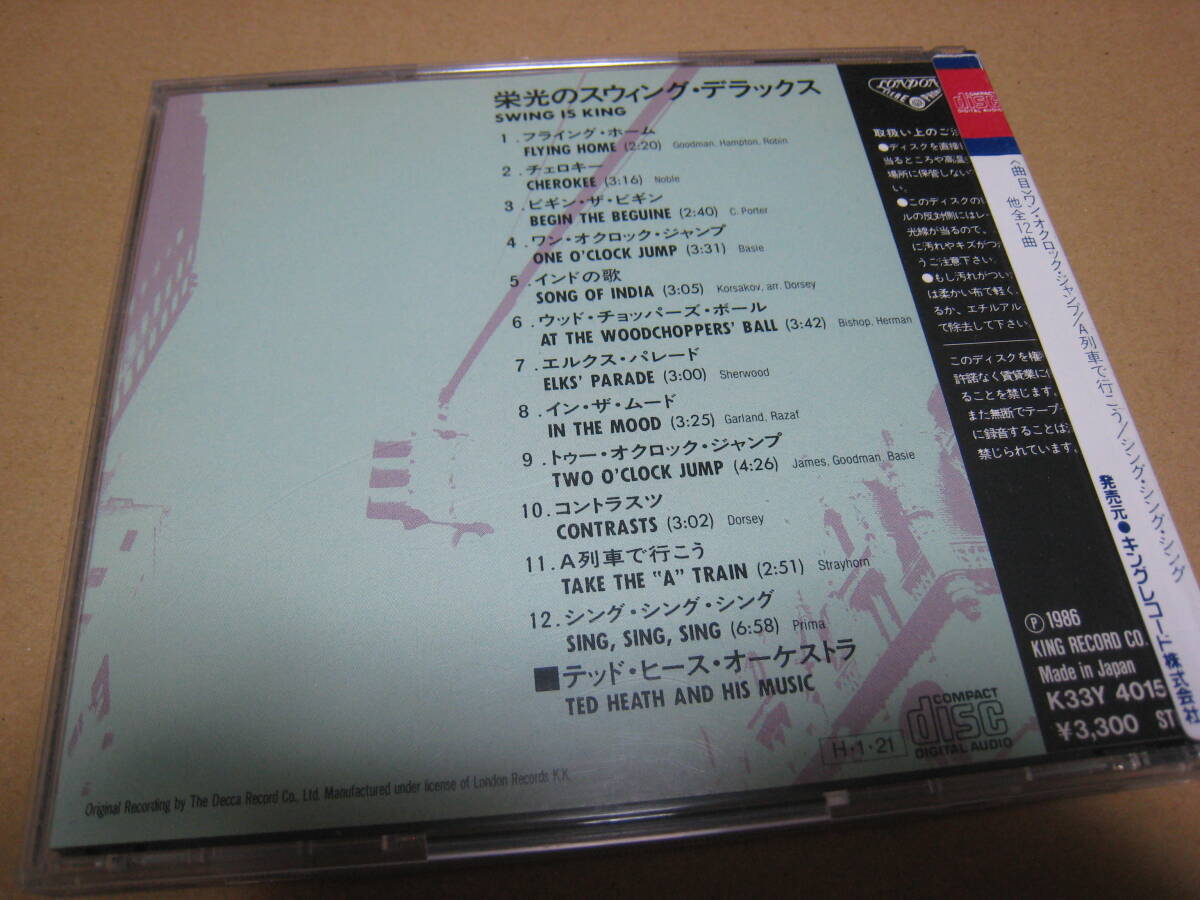 栄光のスウィング・デラックス
SWING IS KING
1. フライング・ホーム
FLYING HOME (2:20) Goodman, Hampton, Robin
2. チェロキー
CHEROKEE (3:16) Noble
3. ビギン・ザ・ビギン
BEGIN THE BEGUINE (2:40) C. Porter
4. ワン・オクロック・ジャンプ
ONE O'CLOCK JUMP (3:31) Basie
5. インドの歌
SONG OF INDIA (3:05) Korsakov, arr. Dorsey
6. ウッド・チョッパーズ・ボール
AT THE WOODCHOPPERS' BALL (3:42) Bishop, Herman
7. エルクス・パレード
ELKS' PARADE (3:00) Sherwood
8. イン・ザ・ムード
IN THE MOOD (3:25) Garland, Razaf
9. トゥー・オクロック・ジャンプ
TWO O'CLOCK JUMP (4:26) James, Goodman, Basie
10. コントラスツ
CONTRASTS (3:02) Dorsey
11. A列車で行こう
TAKE THE "A" TRAIN (2:51) Strayhorn
12. シング・シング・シング
SING, SING, SING (6:58) Prima
■テッド・ヒース・オーケストラ
TED HEATH AND HIS MUSIC
H・1・21
COMPACT
disc
DIGITAL AUDIO
Original Recording by The Decca Record Co., Ltd. Manufactured under license of London Records K.K.
LONDON
取扱い上のご注
●ディスクを直接
当るところや高温
場所に保管しない
い。
●このディスクの
ルの反対側にはレー
光線が当るので、
に汚れやキズがつ
うご注意下さい。
●もし汚れがつい
は柔かい布で軽く、
るか、エチルアル
で除去して下さい。
このディスクを権
許諾なく賃貸業に
ることを禁じます。
また無断でテープ
に録音することは
禁じられています。
Ⓟ1986
KING RECORD CO.
Made in Japan
K33Y 4015
¥3,300 ST
COMPACT
disc
DIGITAL AUDIO
〈曲目〉ワン・オクロック・ジャンプ/A列車で行こう/シング・シング・シング
他全12曲
発売元●キングレコード株式会社